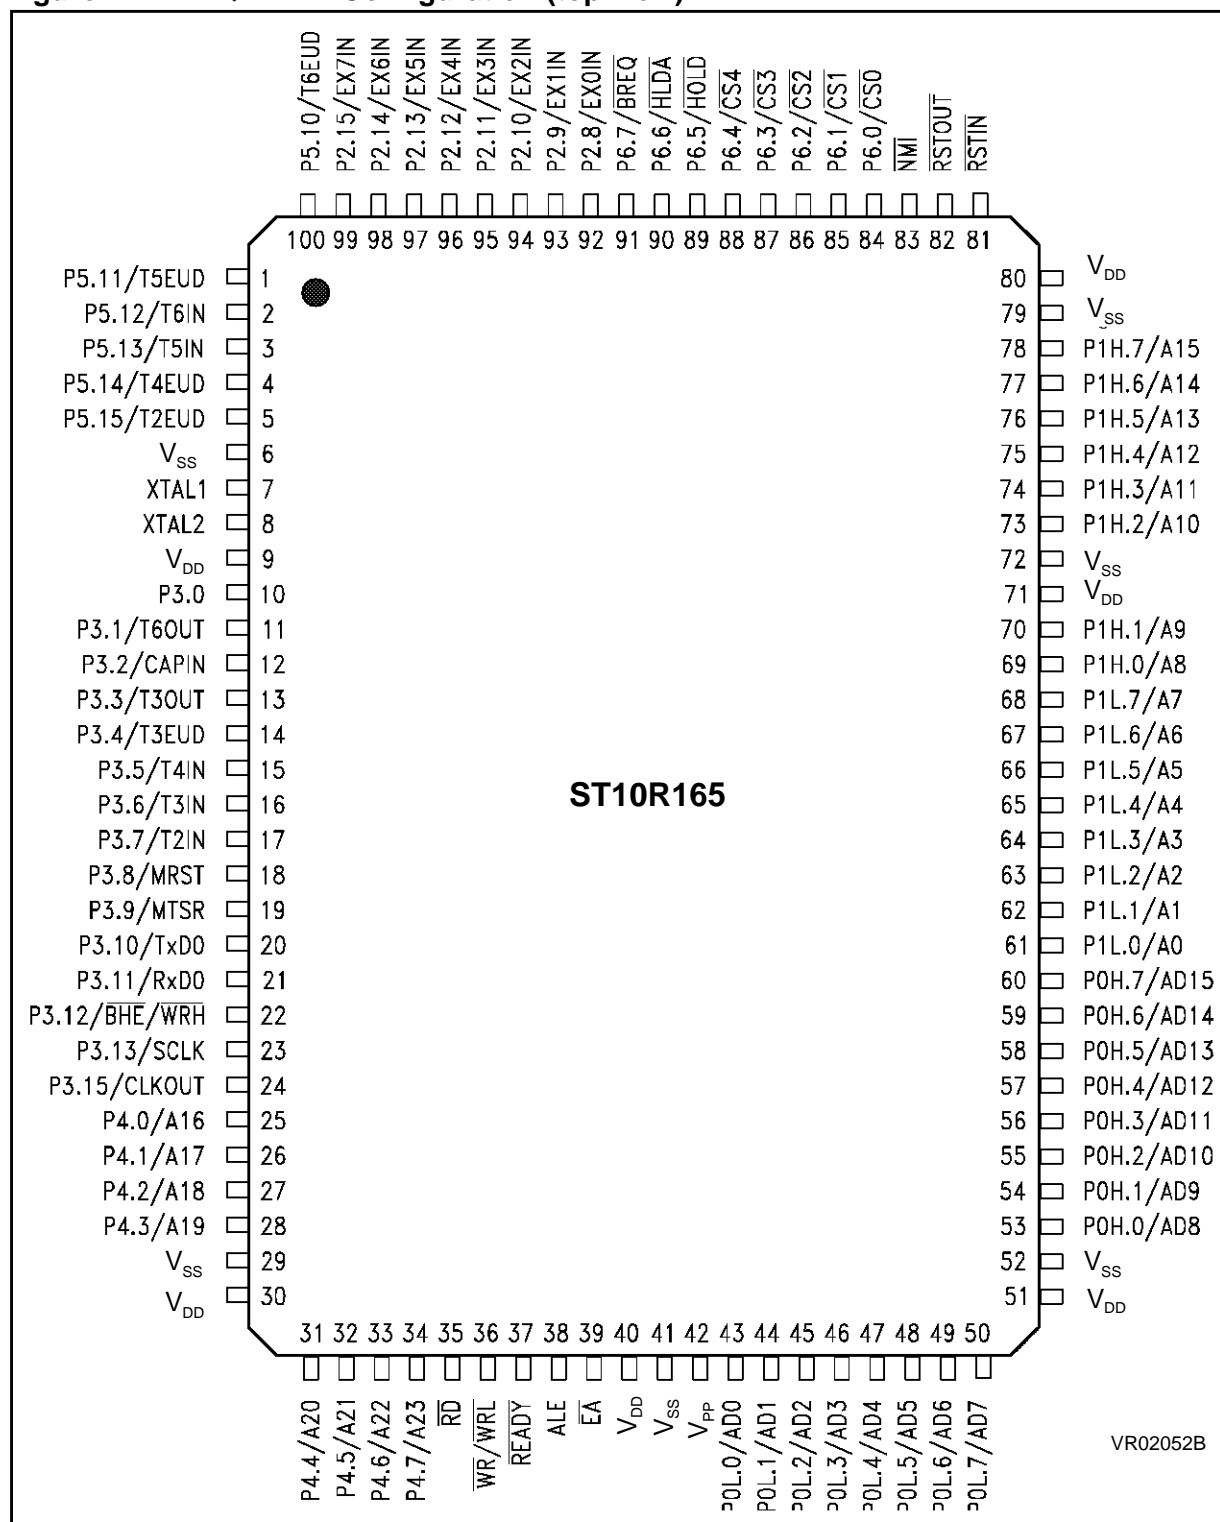 Configuration (top
P5.10/T6EUD
P2.15/EX7IN
P2.14/EX6IN
P2.13/EX5IN
P2.12/EX4IN
P2.11/EX3IN
P2.10/EX2IN
P2.9/EX1IN
P2.8/EX0IN
P6.7/BREQ
P6.6/HLDA
P6.5/HOLD
P6.4/CS4
P6.3/CS3
P6.2/CS2
P6.1/CS1
P6.0/CS0
NMI
RSTOUT
RSTIN
100 99 98 97 96 95 94 93 92 91 90 89 88 87 86 85 84 83 82 81
P5.11/T5EUD 1
P5.12/T6IN 2
P5.13/T5IN 3
P5.14/T4EUD 4
P5.15/T2EUD 5
VSS 6
XTAL1 7
XTAL2 8
VDD 9
P3.0 10
P3.1/T6OUT 11
P3.2/CAPIN 12
P3.3/T3OUT 13
P3.4/T3EUD 14
P3.5/T4IN 15
P3.6/T3IN 16
P3.7/T2IN 17
P3.8/MRST 18
P3.9/MTSR 19
P3.10/TxD0 20
P3.11/RxD0 21
P3.12/BHE/WRH 22
P3.13/SCLK 23
P3.15/CLKOUT 24
P4.0/A16 25
P4.1/A17 26
P4.2/A18 27
P4.3/A19 28
VSS 29
VDD 30
ST10R165
80 VDD
79 VSS
78 P1H.7/A15
77 P1H.6/A14
76 P1H.5/A13
75 P1H.4/A12
74 P1H.3/A11
73 P1H.2/A10
72 VSS
71 VDD
70 P1H.1/A9
69 P1H.0/A8
68 P1L.7/A7
67 P1L.6/A6
66 P1L.5/A5
65 P1L.4/A4
64 P1L.3/A3
63 P1L.2/A2
62 P1L.1/A1
61 P1L.0/A0
60 P0H.7/AD15
59 P0H.6/AD14
58 P0H.5/AD13
57 P0H.4/AD12
56 P0H.3/AD11
55 P0H.2/AD10
54 P0H.1/AD9
53 P0H.0/AD8
52 VSS
51 VDD
31 32 33 34 35 36 37 38 39 40 41 42 43 44 45 46 47 48 49 50
P4.4/A20
P4.5/A21
P4.6/A22
P4.7/A23
RD
WR/WRL
READY
ALE
EA
VDD
VSS
VPP
P0L.0/AD0
P0L.1/AD1
P0L.2/AD2
P0L.3/AD3
P0L.4/AD4
P0L.5/AD5
P0L.6/AD6
P0L.7/AD7
VR02052B